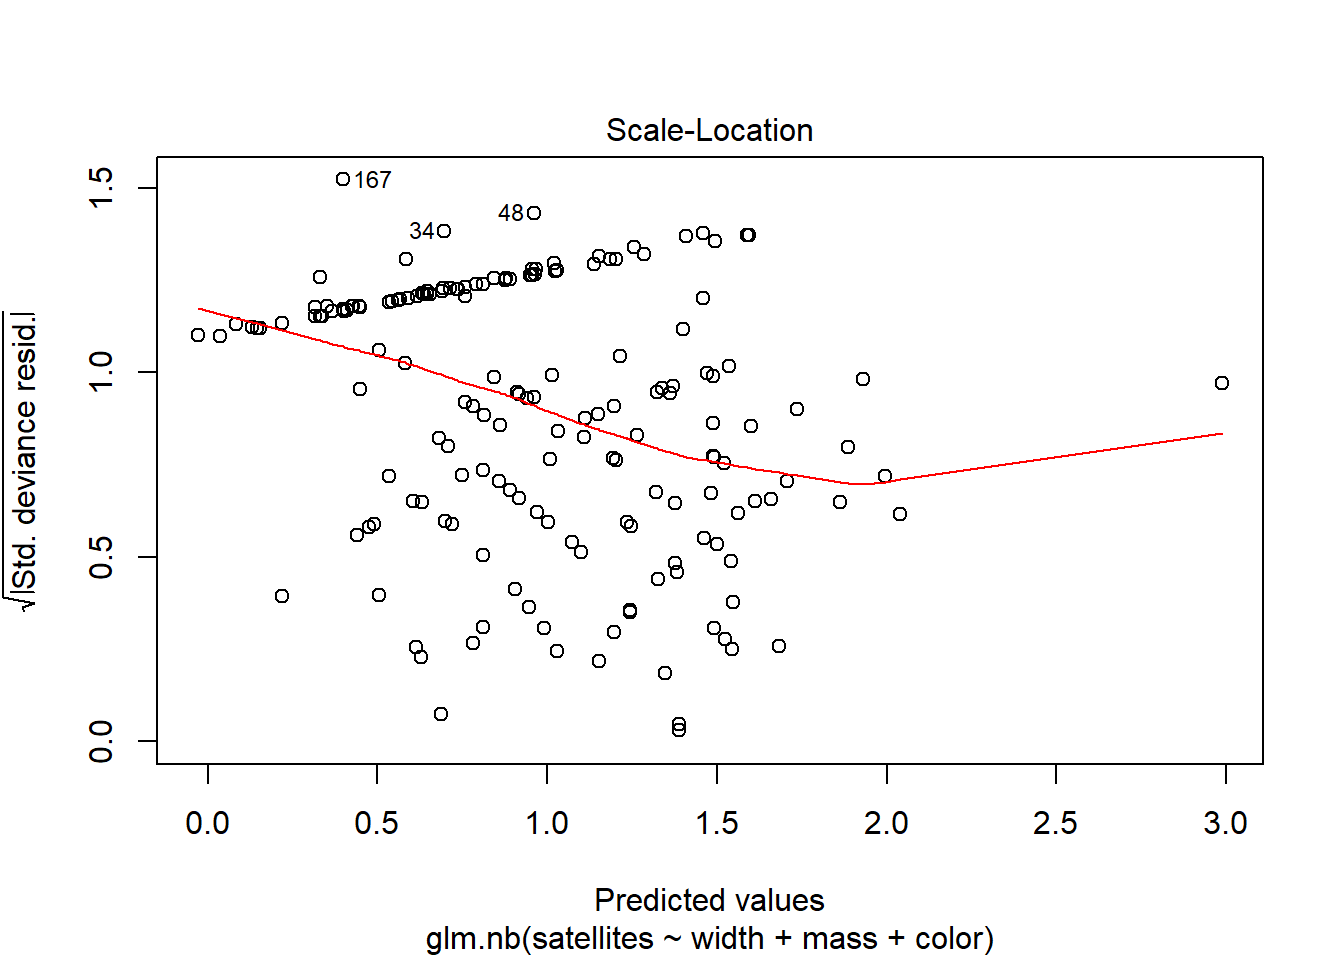 Scale-Location
√|Std. deviance resid.|
1.5
1.0
0.5
0.0
167
48
34
0.0 0.5 1.0 1.5 2.0 2.5 3.0
Predicted values
glm.nb(satellites ~ width + mass + color)